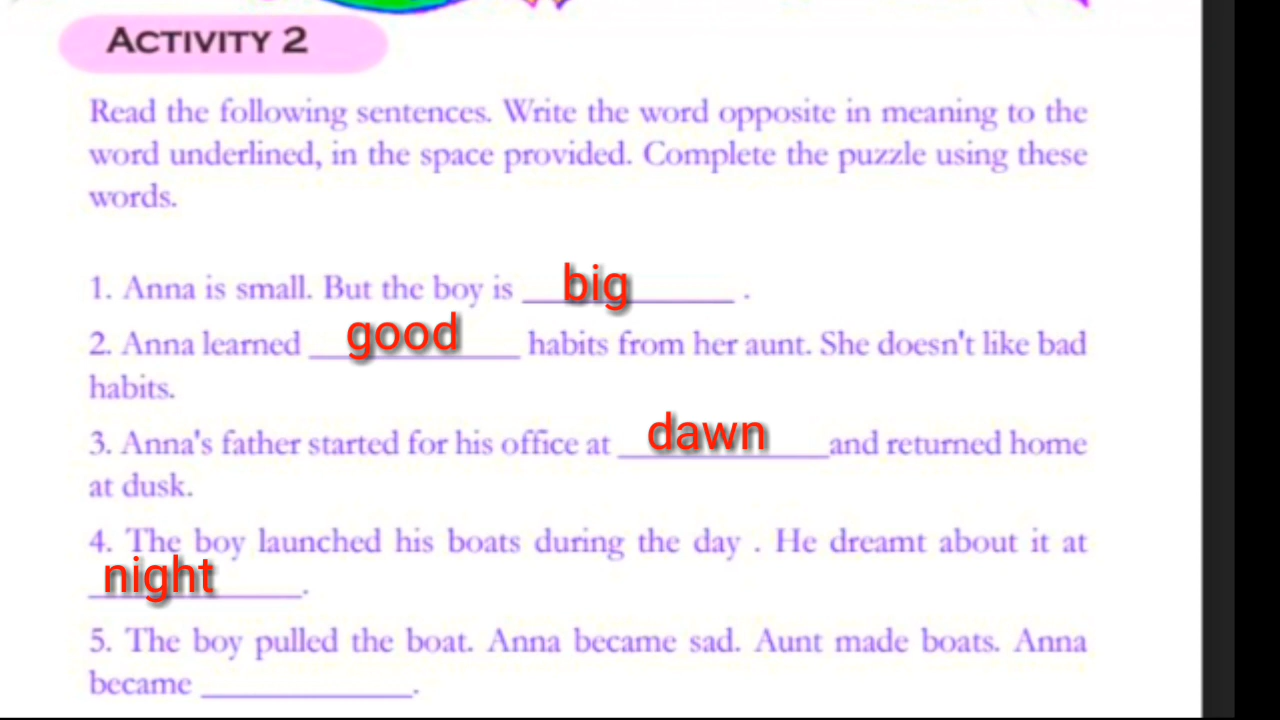 ACTIVITY 2
Read the following sentences. Write the word opposite in meaning to the
word underlined, in the space provided. Complete the puzzle using these
words.
1. Anna is small. But the boy is big .
2. Anna learned good habits from her aunt. She doesn't like bad
habits.
3. Anna's father started for his office at dawn and returned home
at dusk.
4. The boy launched his boats during the day . He dreamt about it at
night.
5. The boy pulled the boat. Anna became sad. Aunt made boats. Anna
became ____________.